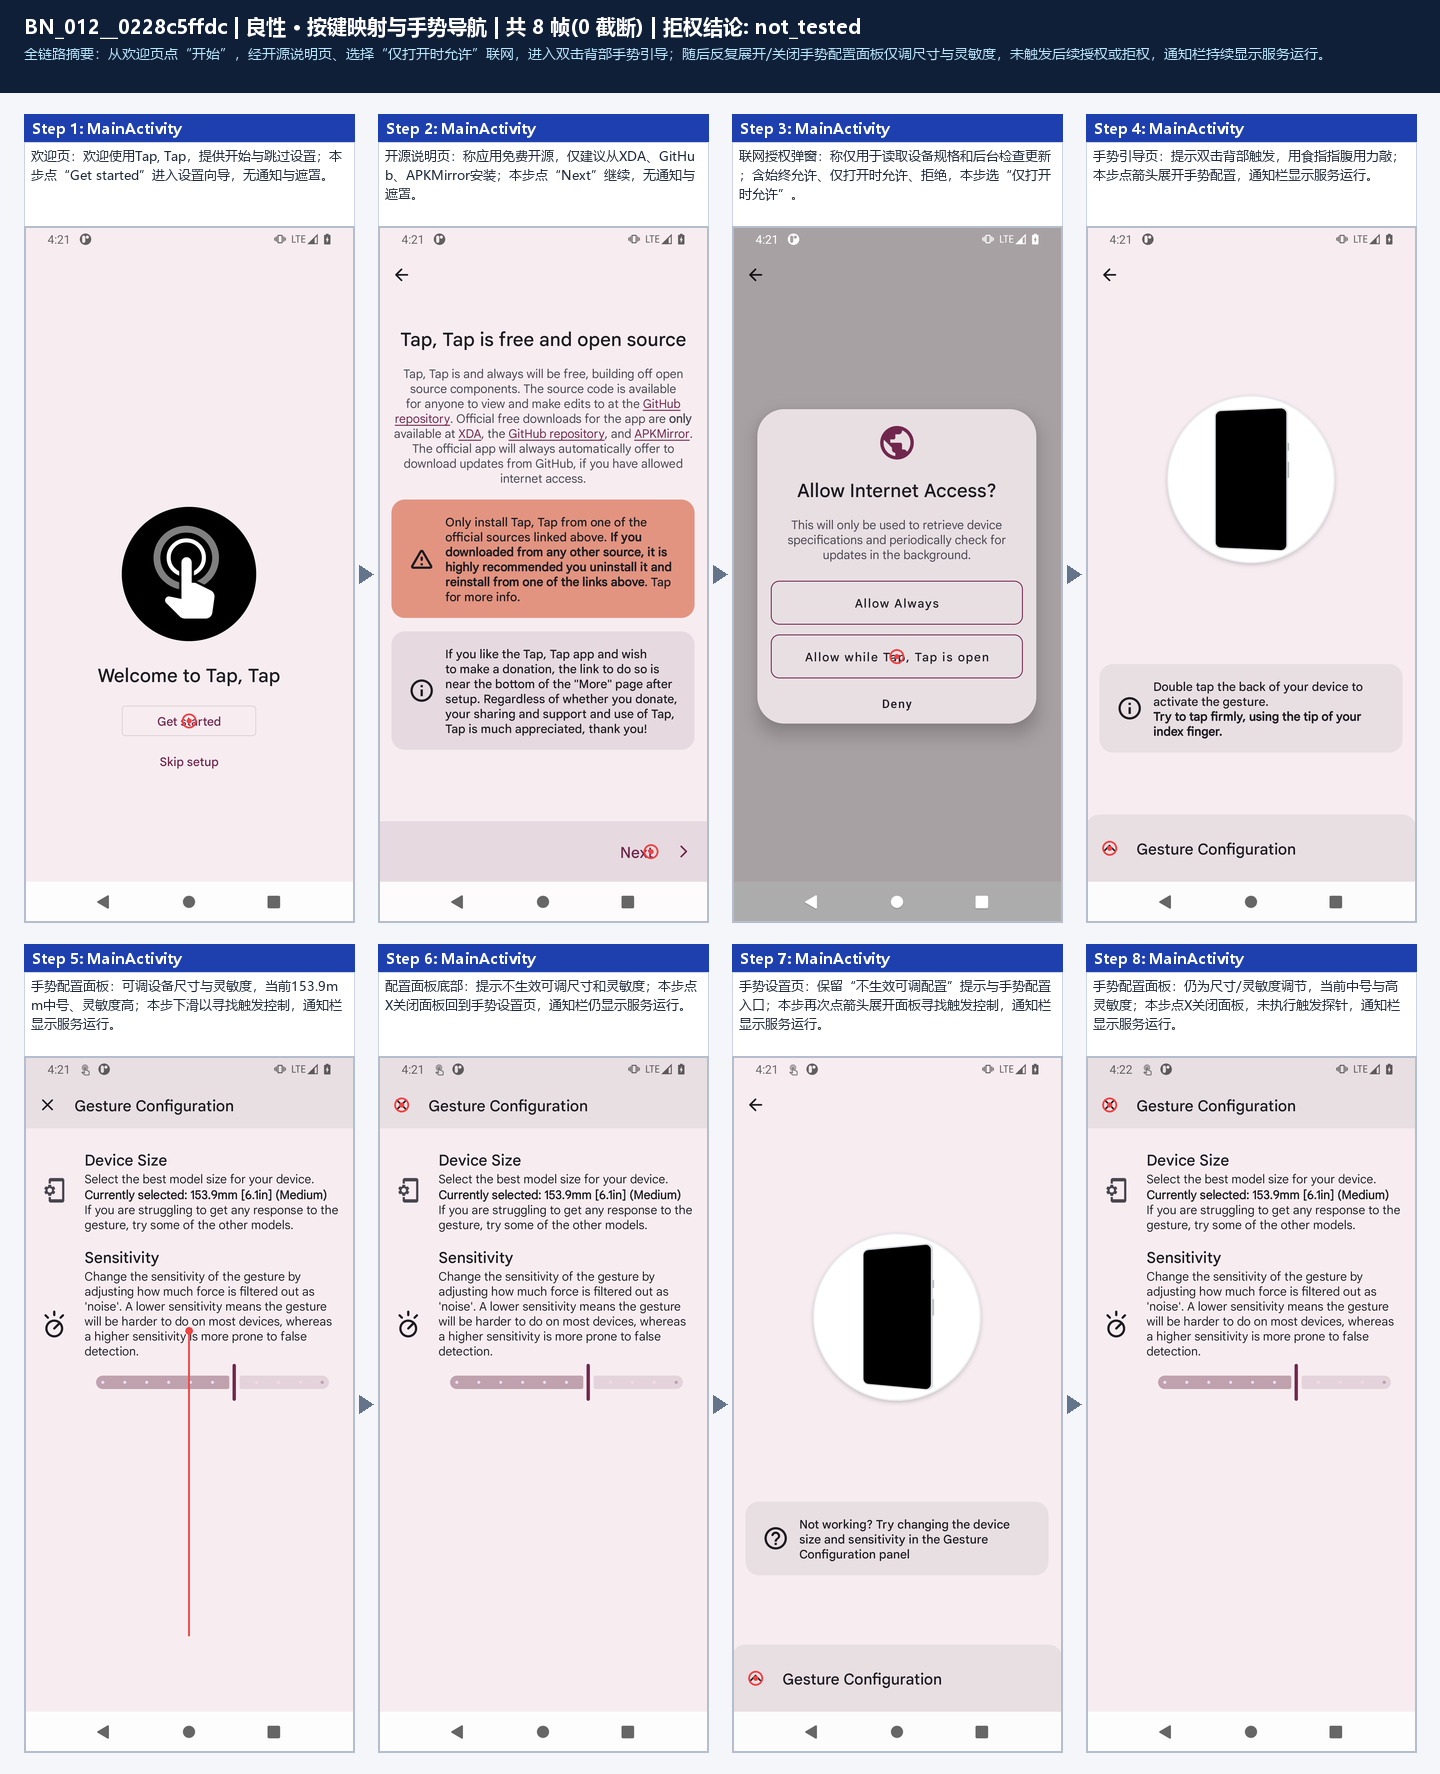 BN_012__0228c5ffdc | 良性 • 按键映射与手势导航 | 共 8 帧(0 截断) | 拒权结论: not_tested
全链路摘要：从欢迎页点“开始”，经开源说明页、选择“仅打开时允许”联网，进入双击背部手势引导；随后反复展开/关闭手势配置面板仅调尺寸与灵敏度，未触发后续授权或拒权，通知栏持续显示服务运行。
Step 1: MainActivity
欢迎页：欢迎使用Tap, Tap，提供开始与跳过设置；本
步点“Get started”进入设置向导，无通知与遮罩。
4:21
LTE
Welcome to Tap, Tap
Get started
Skip setup
Step 2: MainActivity
开源说明页：称应用免费开源，仅建议从XDA、GitHu
b、APKMirror安装；本步点“Next”继续，无通知与
遮罩。
4:21
LTE
Tap, Tap is free and open source
Tap, Tap is and always will be free, building off open
source components. The source code is available
for anyone to view and make edits to at the GitHub
repository. Official free downloads for the app are only
available at XDA, the GitHub repository, and APKMirror.
The official app will always automatically offer to
download updates from GitHub, if you have allowed
internet access.
Only install Tap, Tap from one of the
official sources linked above. If you
downloaded from any other source, it is
highly recommended you uninstall it and
reinstall from one of the links above. Tap
for more info.
If you like the Tap, Tap app and wish
to make a donation, the link to do so is
near the bottom of the "More" page after
setup. Regardless of whether you donate,
your sharing and support and use of Tap,
Tap is much appreciated, thank you!
Next
Step 3: MainActivity
联网授权弹窗：称仅用于读取设备规格和后台检查更新
；含始终允许、仅打开时允许、拒绝，本步选“仅打开
时允许”。
4:21
LTE
Allow Internet Access?
This will only be used to retrieve device
specifications and periodically check for
updates in the background.
Allow Always
Allow while Tap, Tap is open
Deny
Step 4: MainActivity
手势引导页：提示双击背部触发，用食指指腹用力敲；
本步点箭头展开手势配置，通知栏显示服务运行。
4:21
LTE
Double tap the back of your device to
activate the gesture.
Try to tap firmly, using the tip of your
index finger.
Gesture Configuration
Step 5: MainActivity
手势配置面板：可调设备尺寸与灵敏度，当前153.9m
m中号、灵敏度高；本步下滑以寻找触发控制，通知栏
显示服务运行。
4:21
LTE
Gesture Configuration
Device Size
Select the best model size for your device.
Currently selected: 153.9mm [6.1in] (Medium)
If you are struggling to get any response to the
gesture, try some of the other models.
Sensitivity
Change the sensitivity of the gesture by
adjusting how much force is filtered out as
'noise'. A lower sensitivity means the gesture
will be harder to do on most devices, whereas
a higher sensitivity is more prone to false
detection.
Step 6: MainActivity
配置面板底部：提示不生效可调尺寸和灵敏度；本步点
X关闭面板回到手势设置页，通知栏仍显示服务运行。
4:21
LTE
Gesture Configuration
Device Size
Select the best model size for your device.
Currently selected: 153.9mm [6.1in] (Medium)
If you are struggling to get any response to the
gesture, try some of the other models.
Sensitivity
Change the sensitivity of the gesture by
adjusting how much force is filtered out as
'noise'. A lower sensitivity means the gesture
will be harder to do on most devices, whereas
a higher sensitivity is more prone to false
detection.
Step 7: MainActivity
手势设置页：保留“不生效可调配置”提示与手势配置
入口；本步再次点箭头展开面板寻找触发控制，通知栏
显示服务运行。
4:21
LTE
Not working? Try changing the device
size and sensitivity in the Gesture
Configuration panel
Gesture Configuration
Step 8: MainActivity
手势配置面板：仍为尺寸/灵敏度调节，当前中号与高
灵敏度；本步点X关闭面板，未执行触发探针，通知栏
显示服务运行。
4:22
LTE
Gesture Configuration
Device Size
Select the best model size for your device.
Currently selected: 153.9mm [6.1in] (Medium)
If you are struggling to get any response to the
gesture, try some of the other models.
Sensitivity
Change the sensitivity of the gesture by
adjusting how much force is filtered out as
'noise'. A lower sensitivity means the gesture
will be harder to do on most devices, whereas
a higher sensitivity is more prone to false
detection.